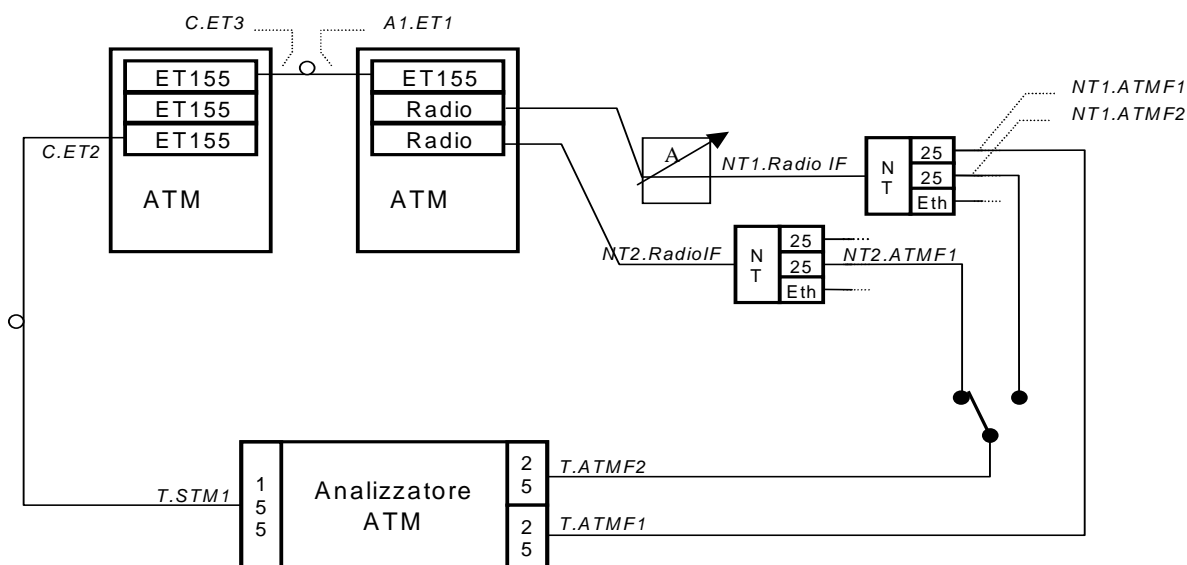 C.ET3
A1.ET1
ET155
ET155
ET155
ATM
ET155
Radio
Radio
ATM
C.ET2
A
NT1.Radio IF
N
T
25
25
Eth
NT1.ATMF1
NT1.ATMF2
NT2.RadioIF
N
T
25
25
Eth
NT2.ATMF1
T.STM1
1
5
5
Analizzatore
ATM
2
5
2
5
T.ATMF2
T.ATMF1